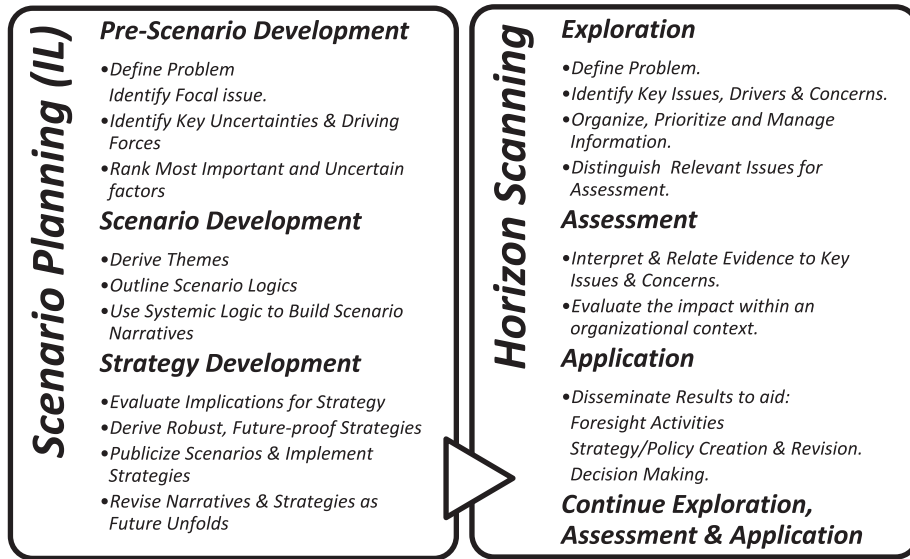 Scenario Planning (IL)
Pre-Scenario Development
•Define Problem
Identify Focal issue.
•Identify Key Uncertainties & Driving
Forces
•Rank Most Important and Uncertain
factors
Scenario Development
•Derive Themes
•Outline Scenario Logics
•Use Systemic Logic to Build Scenario
Narratives
Strategy Development
•Evaluate Implications for Strategy
•Derive Robust, Future-proof Strategies
•Publicize Scenarios & Implement
Strategies
•Revise Narratives & Strategies as
Future Unfolds
Horizon Scanning
Exploration
•Define Problem.
•Identify Key Issues, Drivers & Concerns.
•Organize, Prioritize and Manage
Information.
•Distinguish Relevant Issues for
Assessment.
Assessment
•Interpret & Relate Evidence to Key
Issues & Concerns.
•Evaluate the impact within an
organizational context.
Application
•Disseminate Results to aid:
Foresight Activities
Strategy/Policy Creation & Revision.
Decision Making.
Continue Exploration,
Assessment & Application